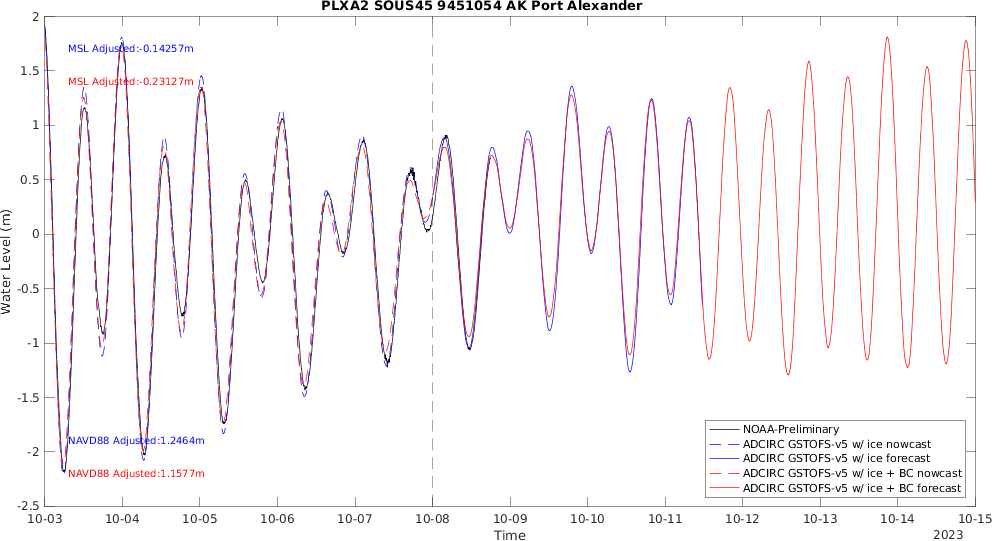 PLXA2 SOUS45 9451054 AK Port Alexander
Water Level (m)
2
1.5
1
0.5
0
-0.5
-1
-1.5
-2
-2.5
MSL Adjusted:-0.14257m
MSL Adjusted:-0.23127m
NAVD88 Adjusted:1.2464m
NAVD88 Adjusted:1.1577m
NOAA-Preliminary
ADCIRC GSTOFS-v5 w/ ice nowcast
ADCIRC GSTOFS-v5 w/ ice forecast
ADCIRC GSTOFS-v5 w/ ice + BC nowcast
ADCIRC GSTOFS-v5 w/ ice + BC forecast
10-03 10-04 10-05 10-06 10-07 10-08 10-09 10-10 10-11 10-12 10-13 10-14 10-15
Time
2023